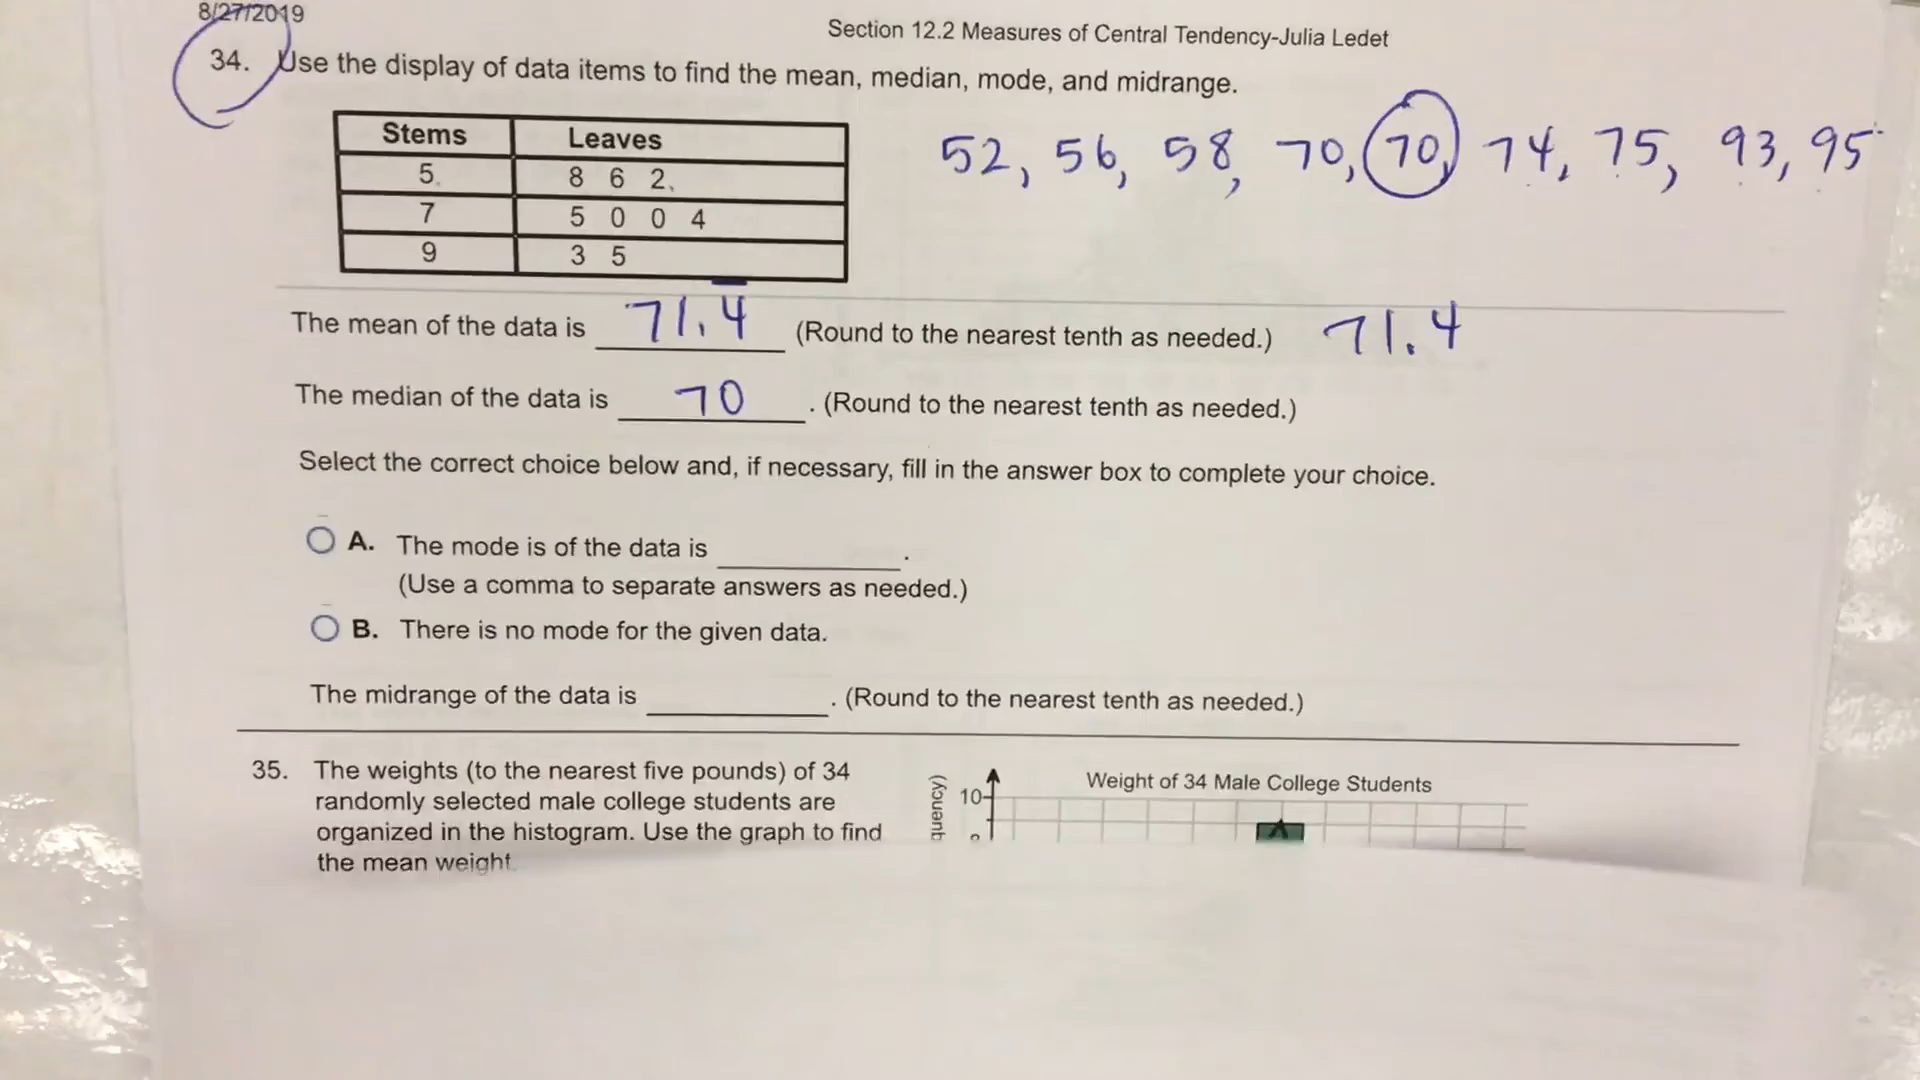 8/27/2019
Section 12.2 Measures of Central Tendency-Julia Ledet
34. Use the display of data items to find the mean, median, mode, and midrange.
52, 56, 58, 70, 70, 74, 75, 93, 95
Stems Leaves
5 8 6 2
7 5 0 0 4
9 3 5
The mean of the data is 71.4 (Round to the nearest tenth as needed.) 71.4
The median of the data is 70 . (Round to the nearest tenth as needed.)
Select the correct choice below and, if necessary, fill in the answer box to complete your choice.
A. The mode is of the data is ________.
(Use a comma to separate answers as needed.)
B. There is no mode for the given data.
The midrange of the data is ________. (Round to the nearest tenth as needed.)
35. The weights (to the nearest five pounds) of 34
randomly selected male college students are
organized in the histogram. Use the graph to find
the mean weight
Weight of 34 Male College Students
10